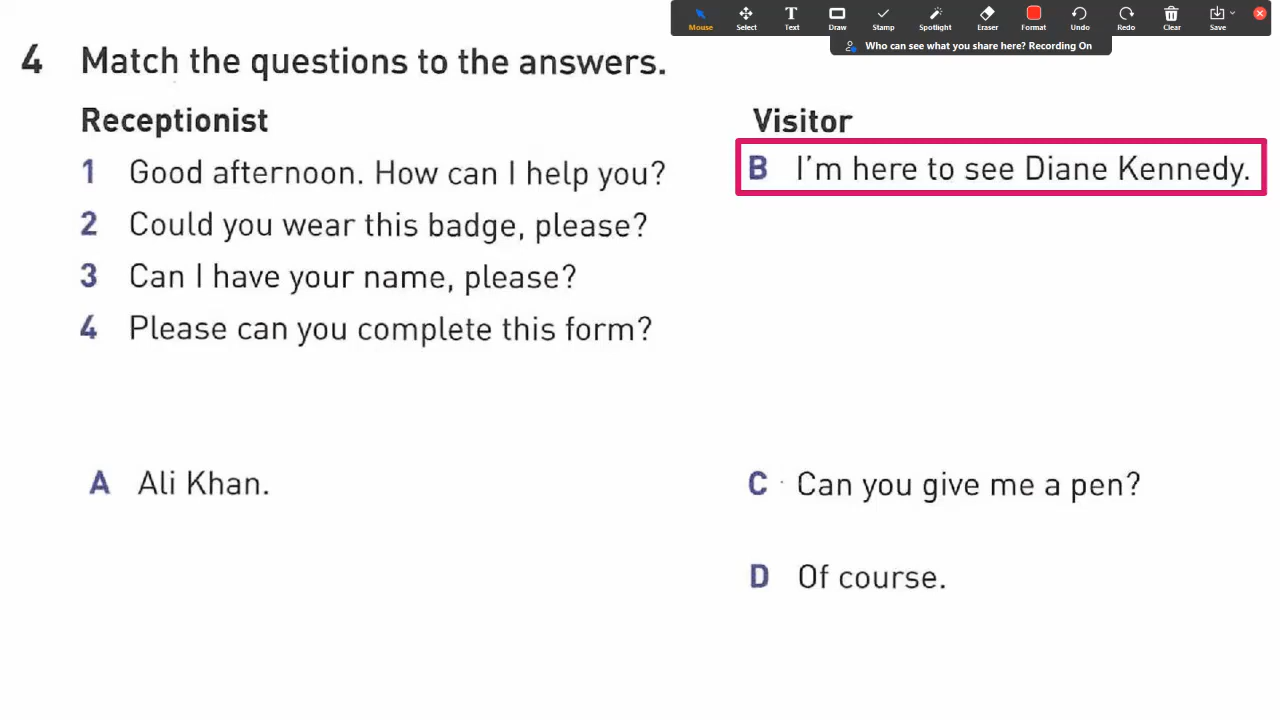 Mouse Select Text Draw Stamp Spotlight Eraser Format Undo Redo Clear Save
Who can see what you share here? Recording On
4 Match the questions to the answers.
Receptionist
1 Good afternoon. How can I help you?
2 Could you wear this badge, please?
3 Can I have your name, please?
4 Please can you complete this form?
Visitor
B I'm here to see Diane Kennedy.
A Ali Khan.
C Can you give me a pen?
D Of course.